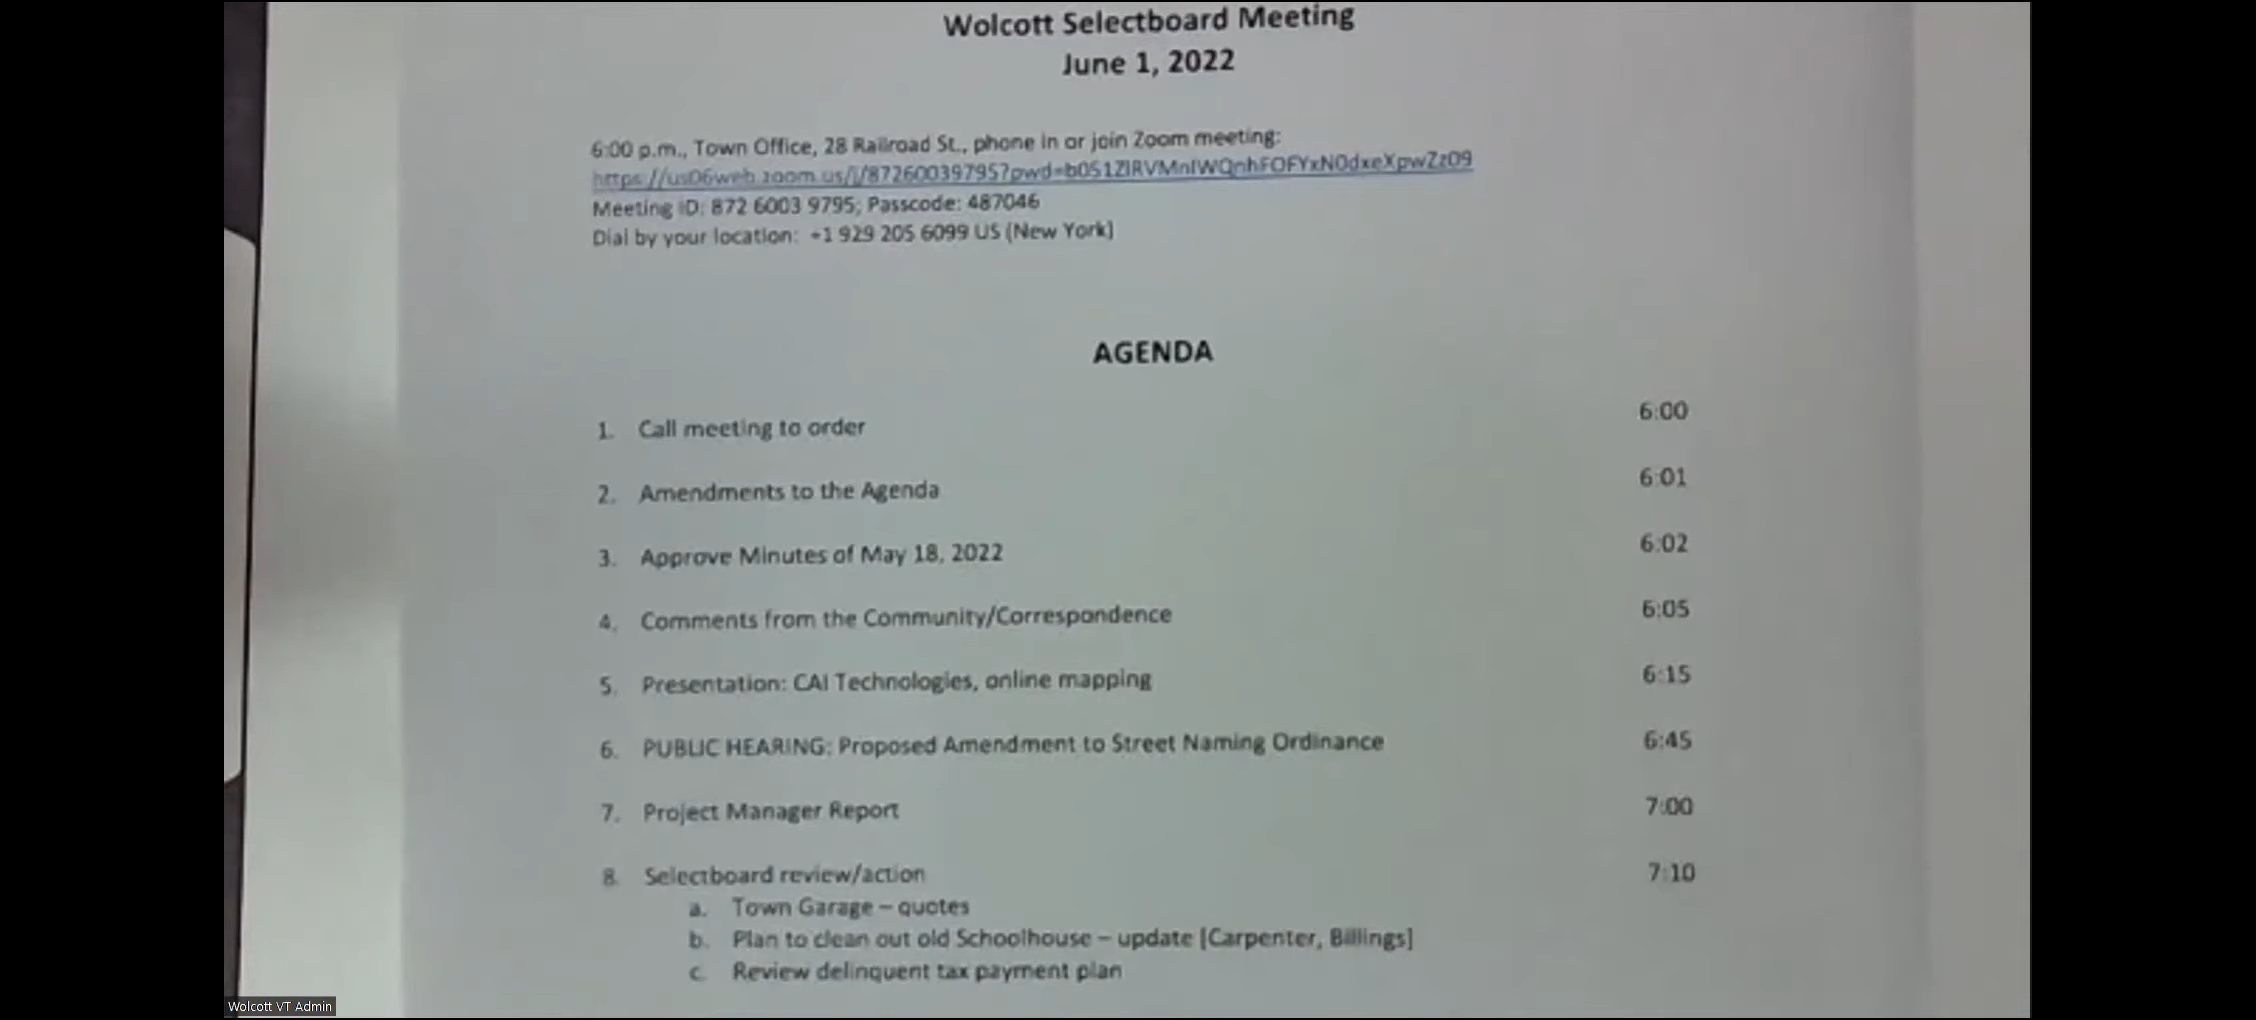 Wolcott Selectboard Meeting
June 1, 2022
6:00 p.m., Town Office, 28 Railroad St., phone in or join Zoom meeting:
Meeting ID: 872 6003 9795; Passcode: 487046
Dial by your location: +1 929 205 6099 US (New York)
AGENDA
1. Call meeting to order 6:00
2. Amendments to the Agenda 6:01
3. Approve Minutes of May 18, 2022 6:02
4. Comments from the Community/Correspondence 6:05
5. Presentation: CAI Technologies, online mapping 6:15
6. PUBLIC HEARING: Proposed Amendment to Street Naming Ordinance 6:45
7. Project Manager Report 7:00
8. Selectboard review/action 7:10
a. Town Garage – quotes
b. Plan to clean out old Schoolhouse – update [Carpenter, Billings]
c. Review delinquent tax payment plan
Wolcott VT Admin